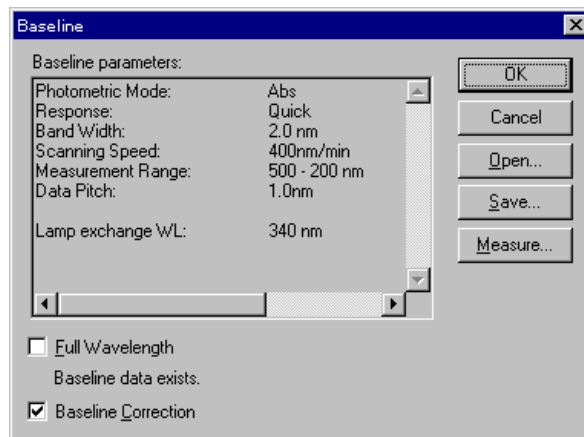 Baseline
Baseline parameters:
Photometric Mode: Abs
Response: Quick
Band Width: 2.0 nm
Scanning Speed: 400nm/min
Measurement Range: 500 - 200 nm
Data Pitch: 1.0nm
Lamp exchange WL: 340 nm
OK
Cancel
Open...
Save...
Measure...
Full Wavelength
Baseline data exists.
Baseline Correction